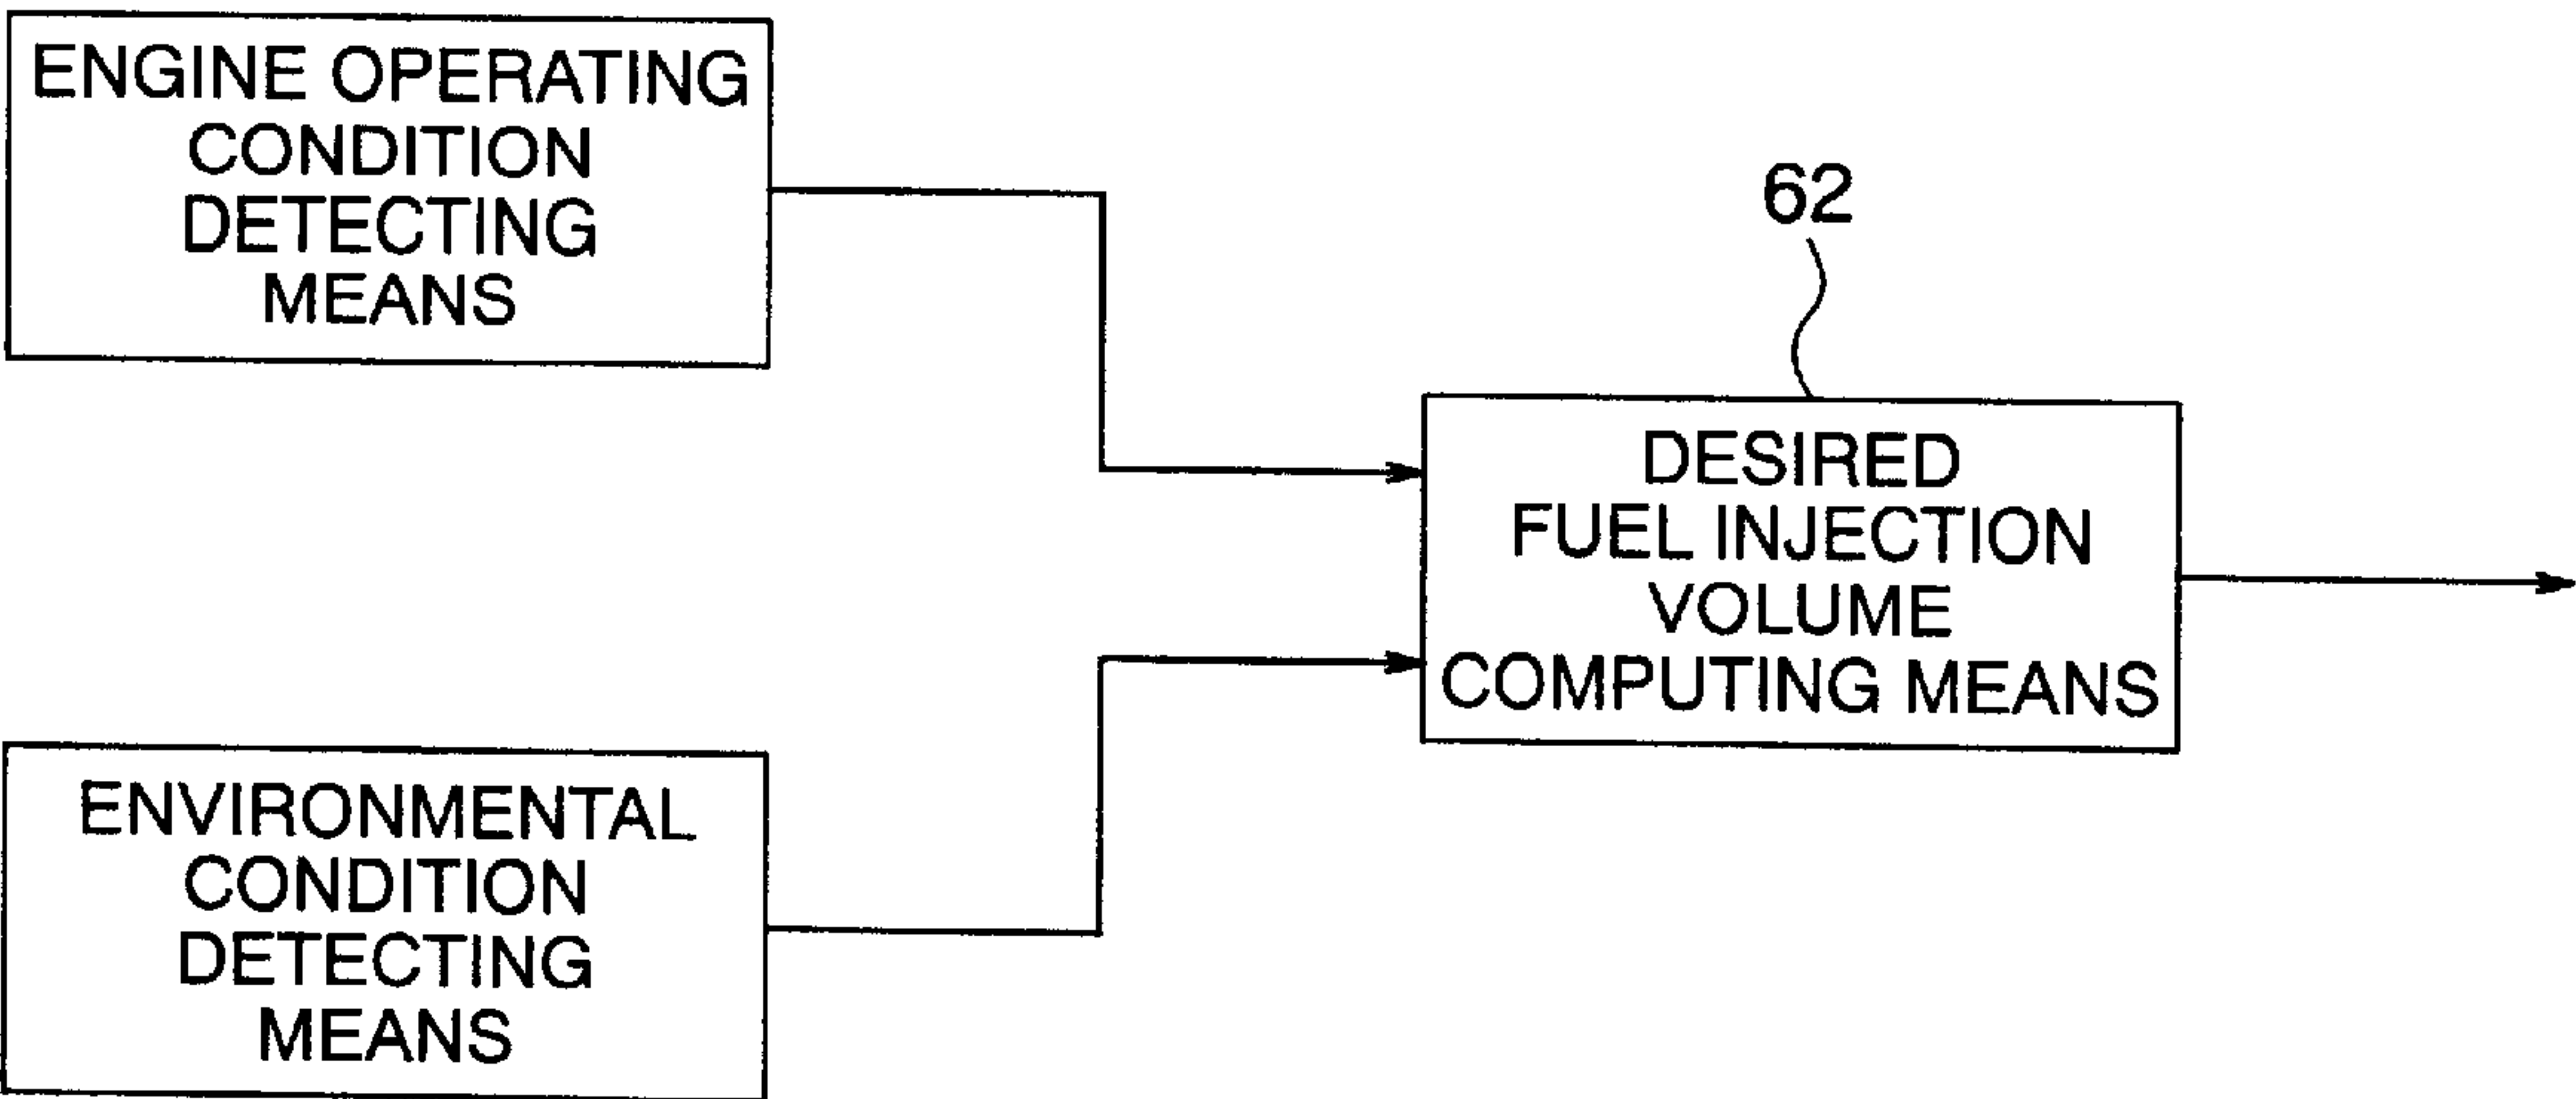 ENGINE OPERATING
CONDITION
DETECTING
MEANS
62
DESIRED
FUEL INJECTION
VOLUME
COMPUTING MEANS
ENVIRONMENTAL
CONDITION
DETECTING
MEANS